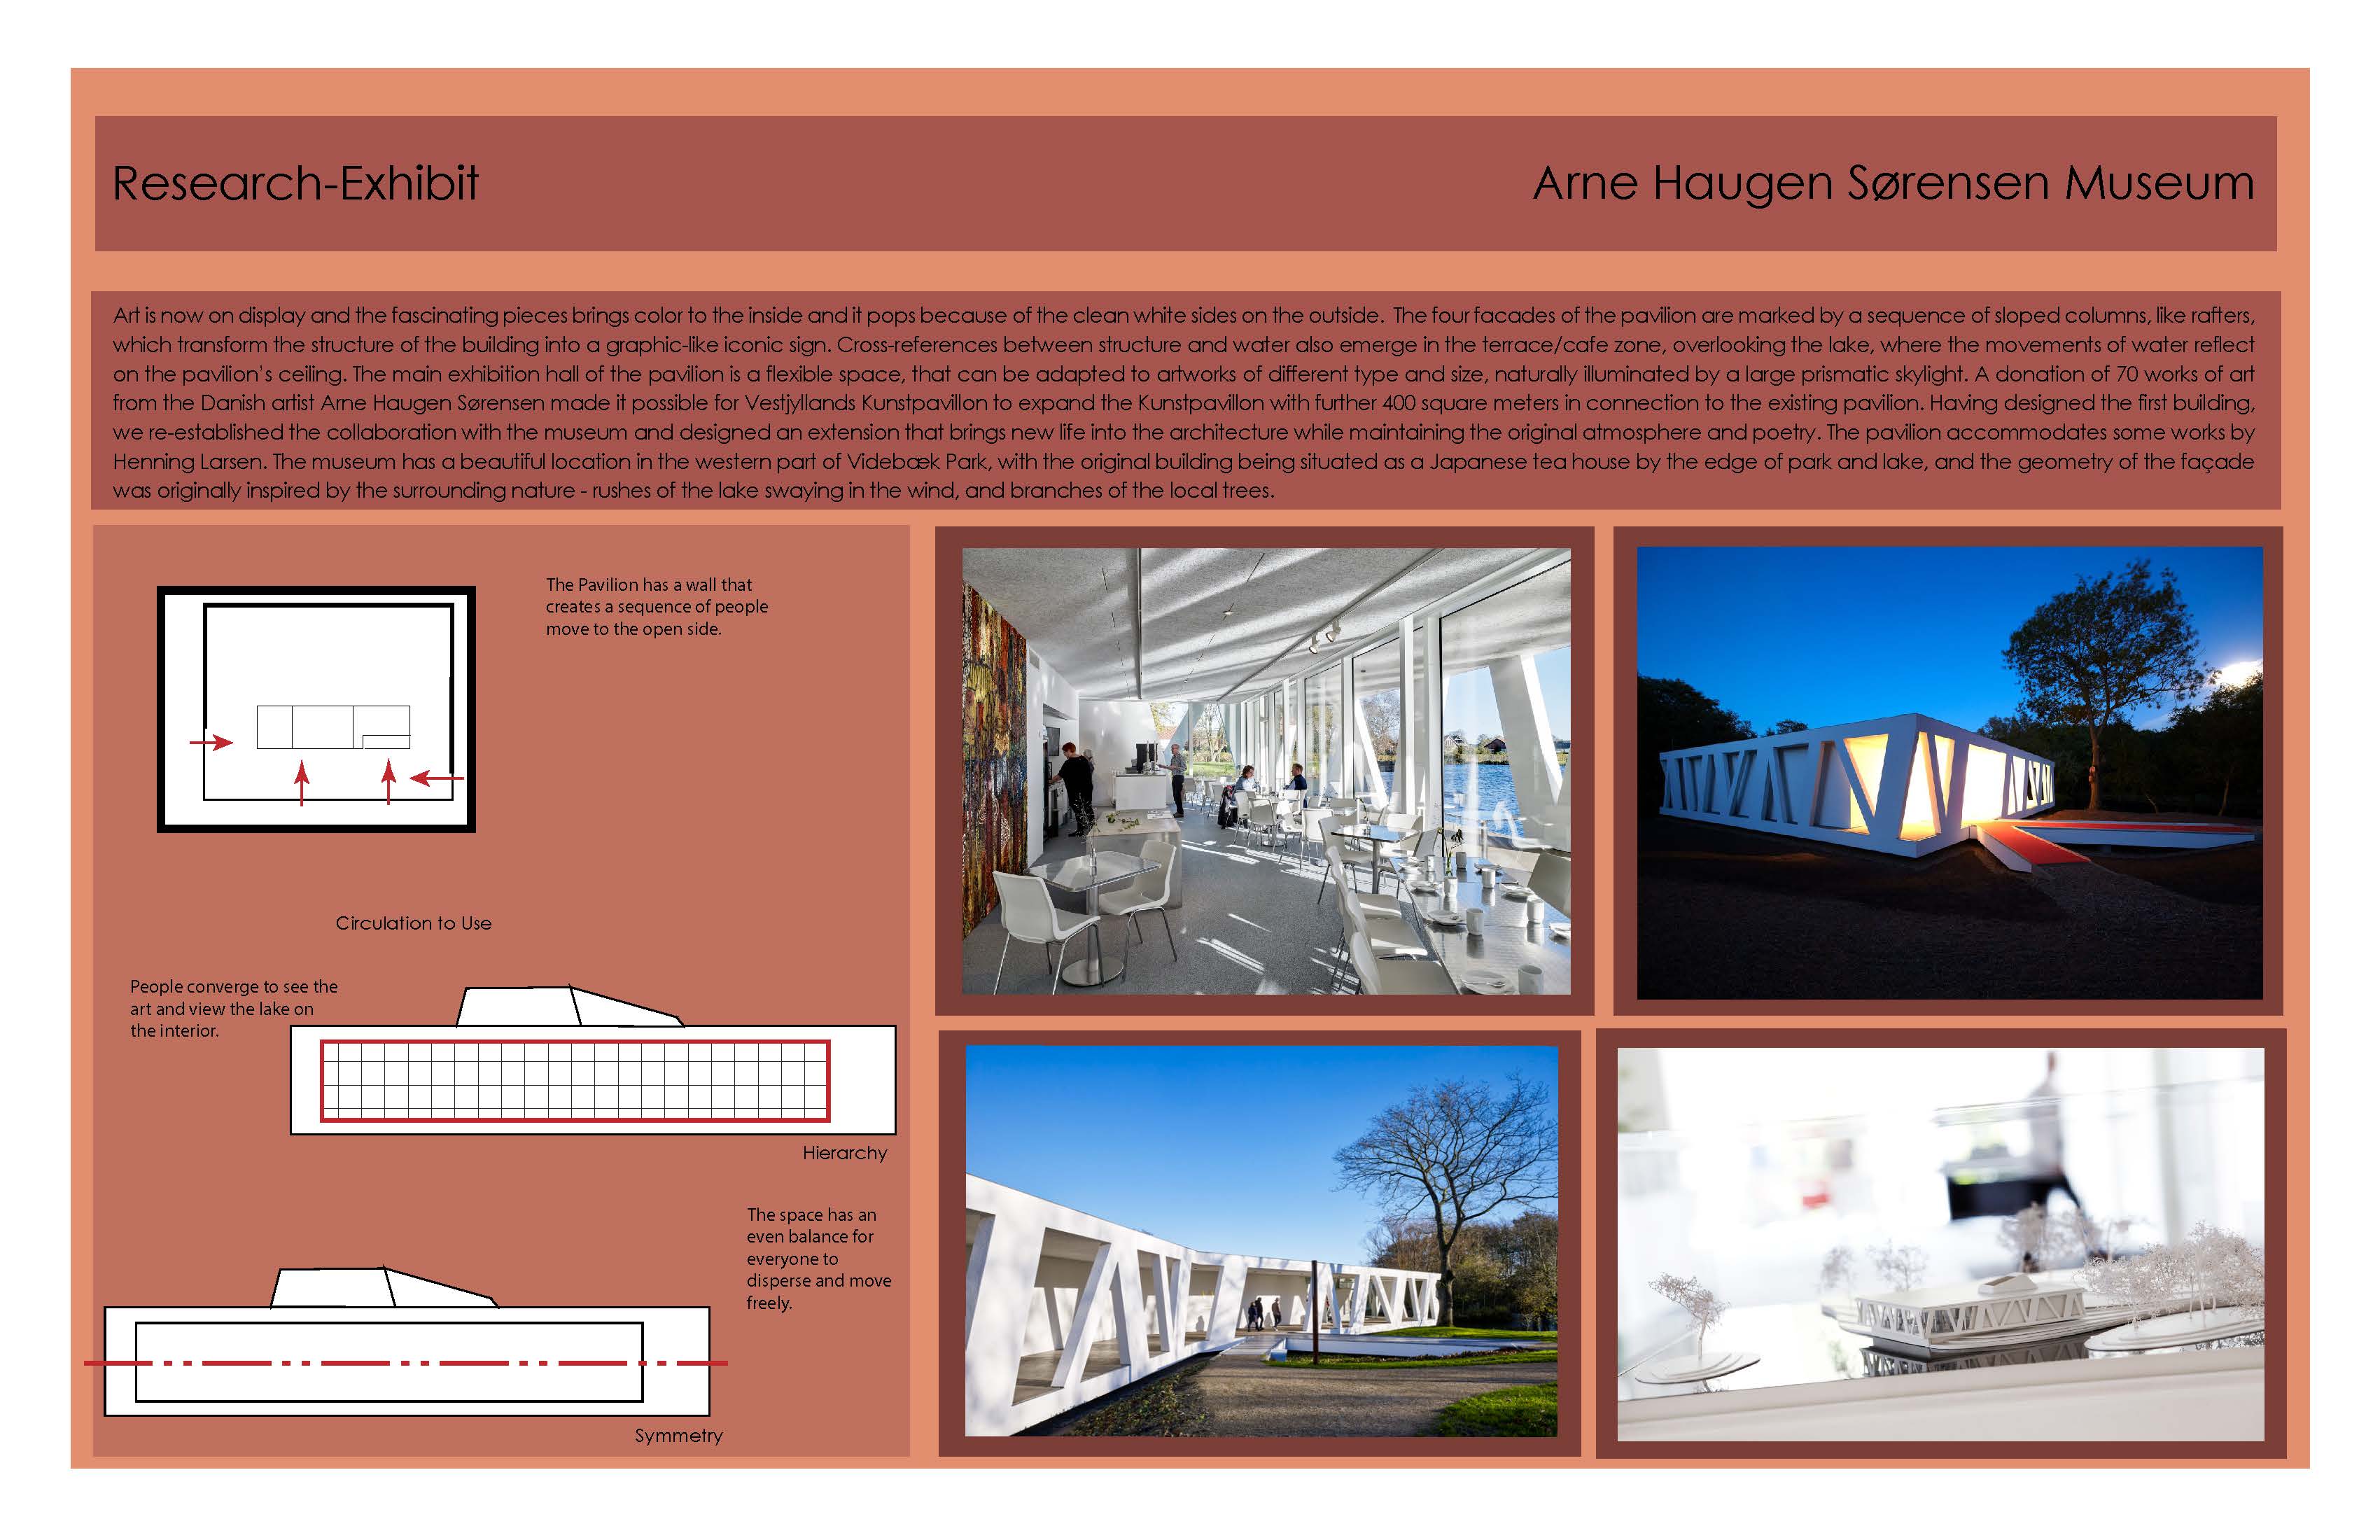 Research-Exhibit
Arne Haugen Sørensen Museum
Art is now on display and the fascinating pieces brings color to the inside and it pops because of the clean white sides on the outside. The four facades of the pavilion are marked by a sequence of sloped columns, like rafters,
which transform the structure of the building into a graphic-like iconic sign. Cross-references between structure and water also emerge in the terrace/cafe zone, overlooking the lake, where the movements of water reflect
on the pavilion's ceiling. The main exhibition hall of the pavilion is a flexible space, that can be adapted to artworks of different type and size, naturally illuminated by a large prismatic skylight. A donation of 70 works of art
from the Danish artist Arne Haugen Sørensen made it possible for Vestjyllands Kunstpavillon to expand the Kunstpavillon with further 400 square meters in connection to the existing pavilion. Having designed the first building,
we re-established the collaboration with the museum and designed an extension that brings new life into the architecture while maintaining the original atmosphere and poetry. The pavilion accommodates some works by
Henning Larsen. The museum has a beautiful location in the western part of Videbæk Park, with the original building being situated as a Japanese tea house by the edge of park and lake, and the geometry of the façade
was originally inspired by the surrounding nature - rushes of the lake swaying in the wind, and branches of the local trees.
The Pavilion has a wall that
creates a sequence of people
move to the open side.
Circulation to Use
People converge to see the
art and view the lake on
the interior.
Hierarchy
The space has an
even balance for
everyone to
disperse and move
freely.
Symmetry